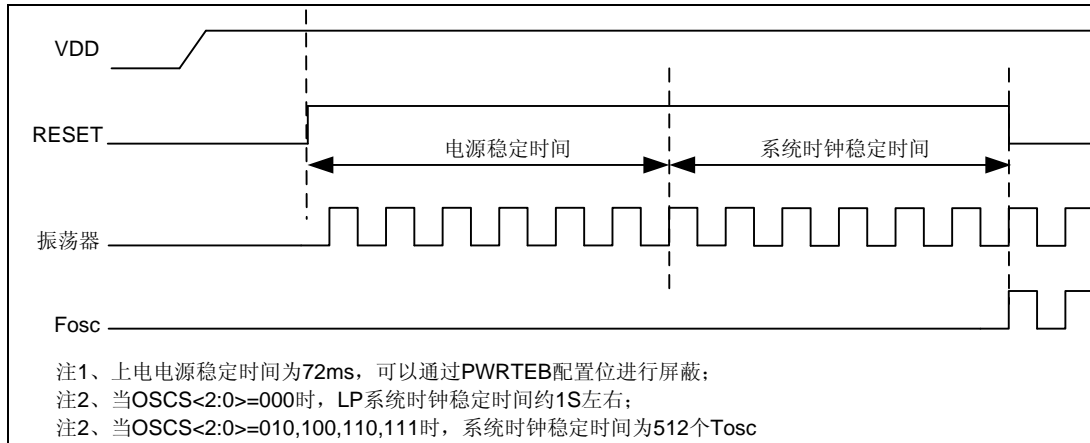 VDD
RESET
电源稳定时间
系统时钟稳定时间
振荡器
Fosc
注1、上电电源稳定时间为72ms，可以通过PWRTEB配置位进行屏蔽；
注2、当OSCS<2:0>=000时，LP系统时钟稳定时间约1S左右；
注2、当OSCS<2:0>=010,100,110,111时，系统时钟稳定时间为512个Tosc